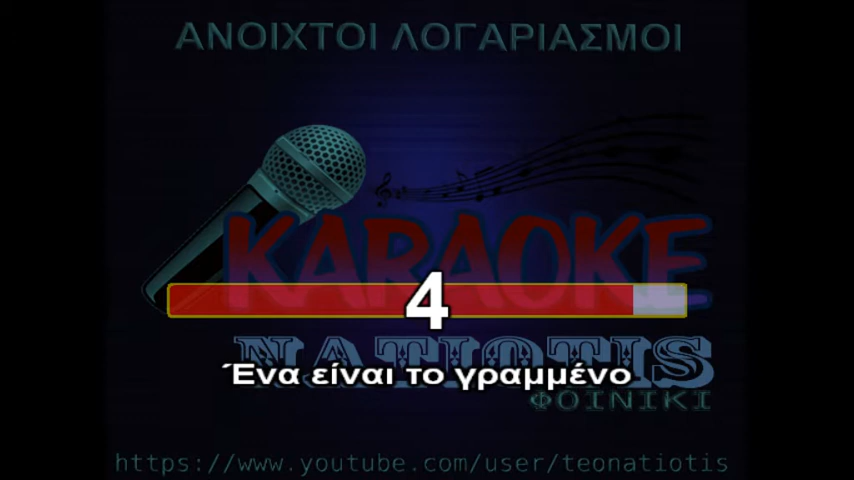 ΑΝΟΙΧΤΟΙ ΛΟΓΑΡΙΑΣΜΟΙ
KARAOKE
4
NATIOTIS
Ένα είναι το γραμμένο
ΦΟΙΝΙΚΙ
https://www.youtube.com/user/teonatiotis